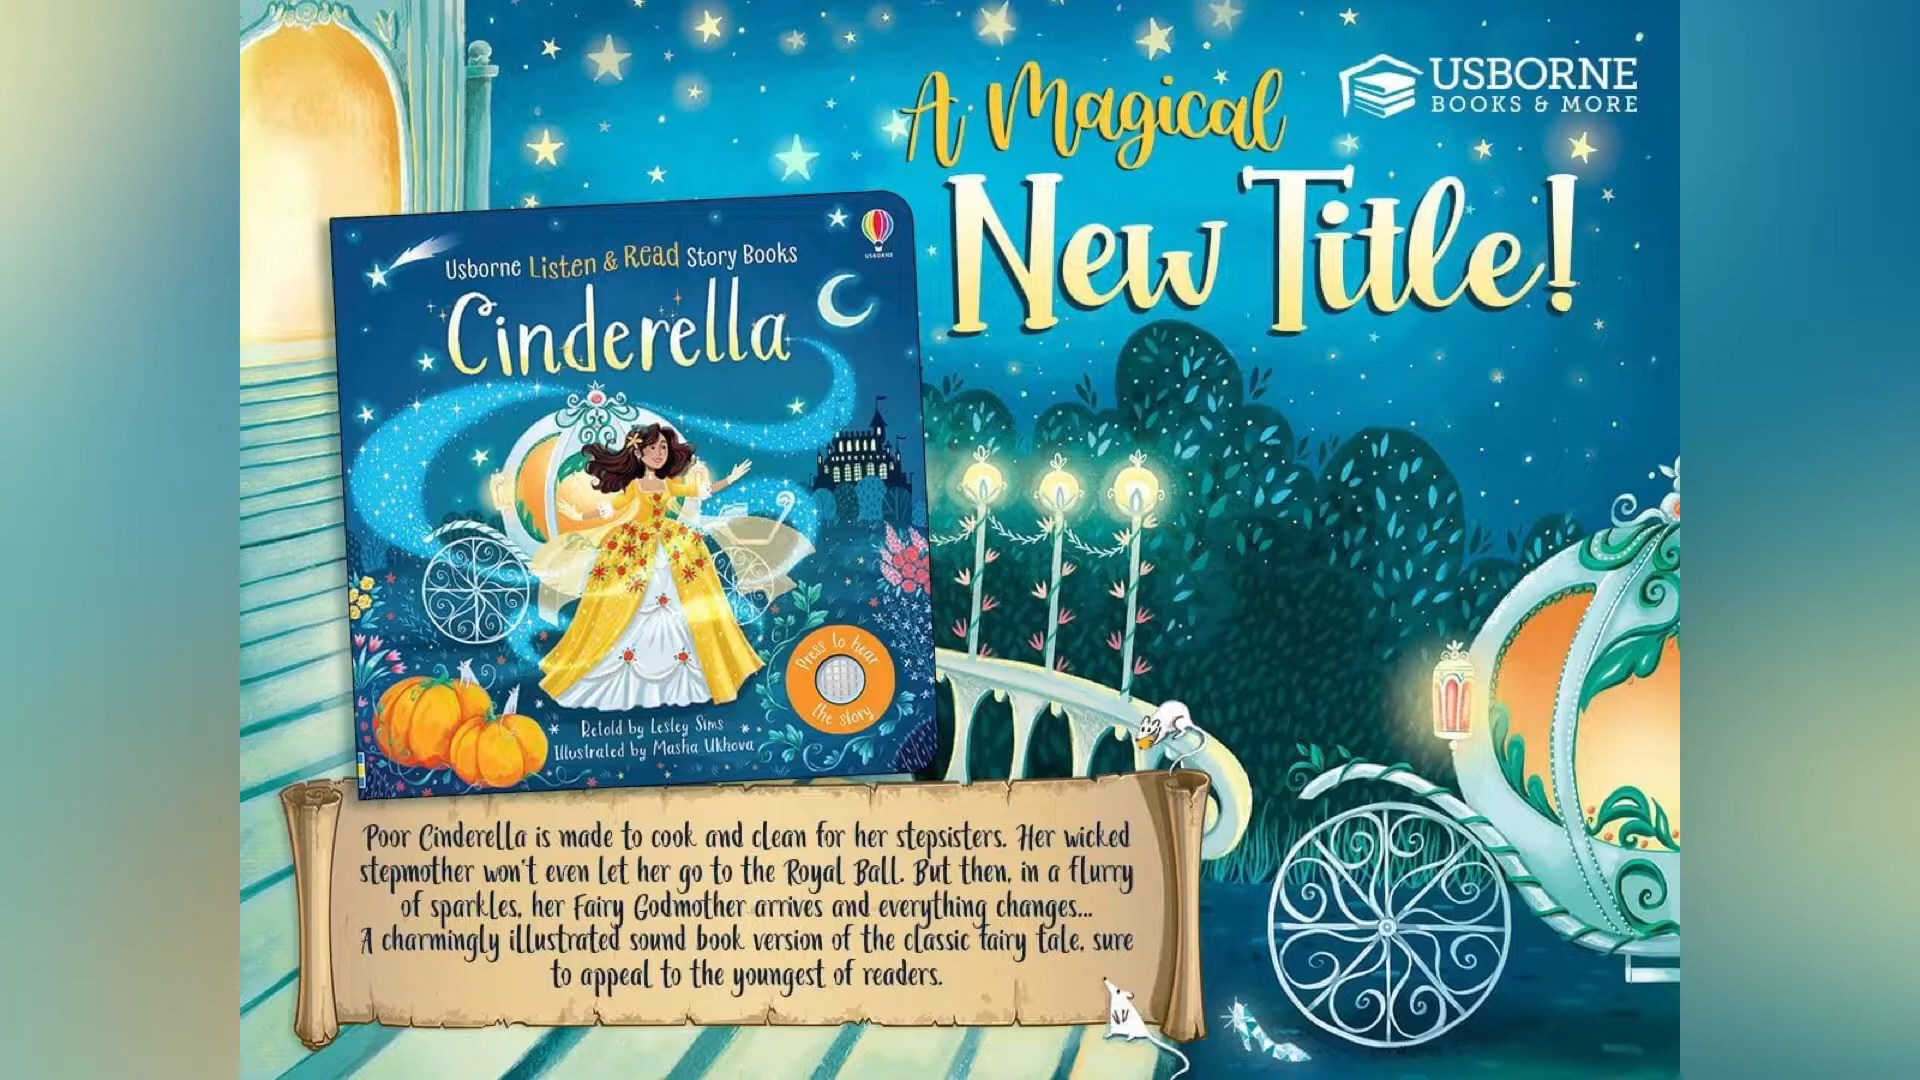 A Magical
New Title!
USBORNE
BOOKS & MORE
USBORNE
Usborne Listen & Read Story Books
Cinderella
Press to hear
the story
Retold by Lesley Sims
Illustrated by Masha Ukhova
Poor Cinderella is made to cook and clean for her stepsisters. Her wicked
stepmother won't even let her go to the Royal Ball. But then, in a flurry
of sparkles, her Fairy Godmother arrives and everything changes...
A charmingly illustrated sound book version of the classic fairy tale, sure
to appeal to the youngest of readers.